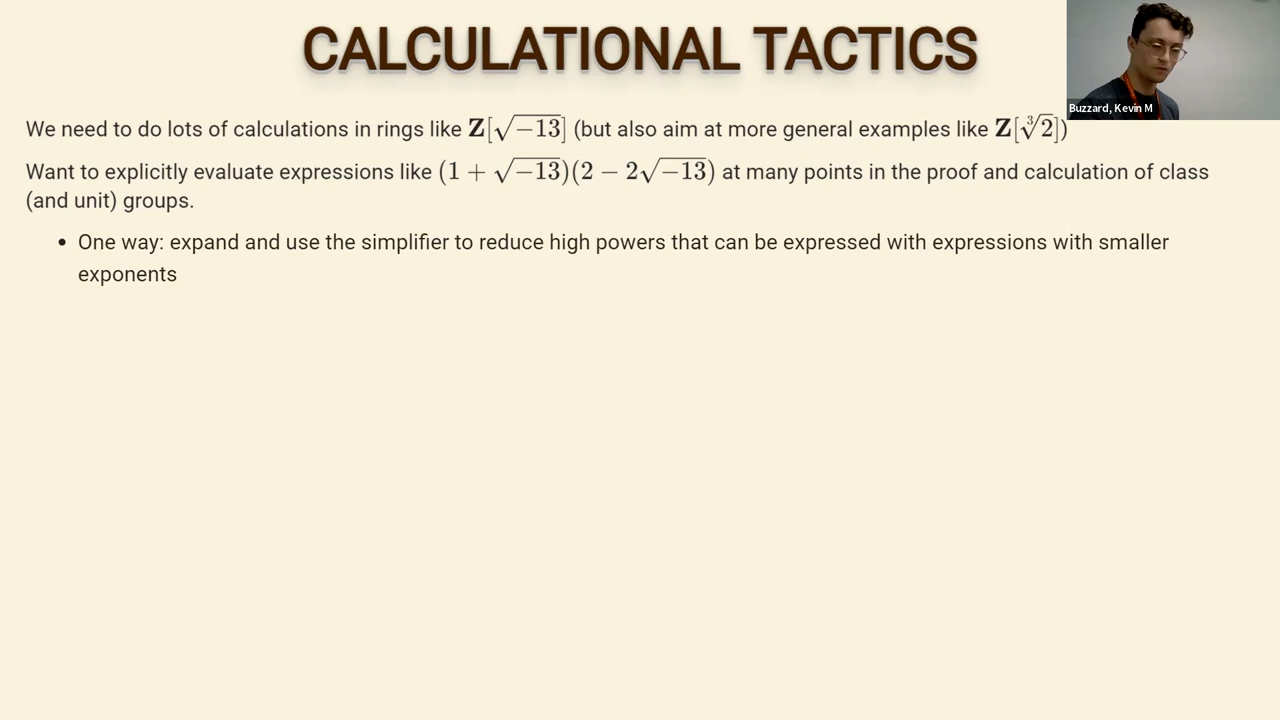 CALCULATIONAL TACTICS
Buzzard, Kevin M
We need to do lots of calculations in rings like Z[√−13] (but also aim at more general examples like Z[∛2])
Want to explicitly evaluate expressions like (1 + √−13)(2 − 2√−13) at many points in the proof and calculation of class
(and unit) groups.
• One way: expand and use the simplifier to reduce high powers that can be expressed with expressions with smaller
exponents